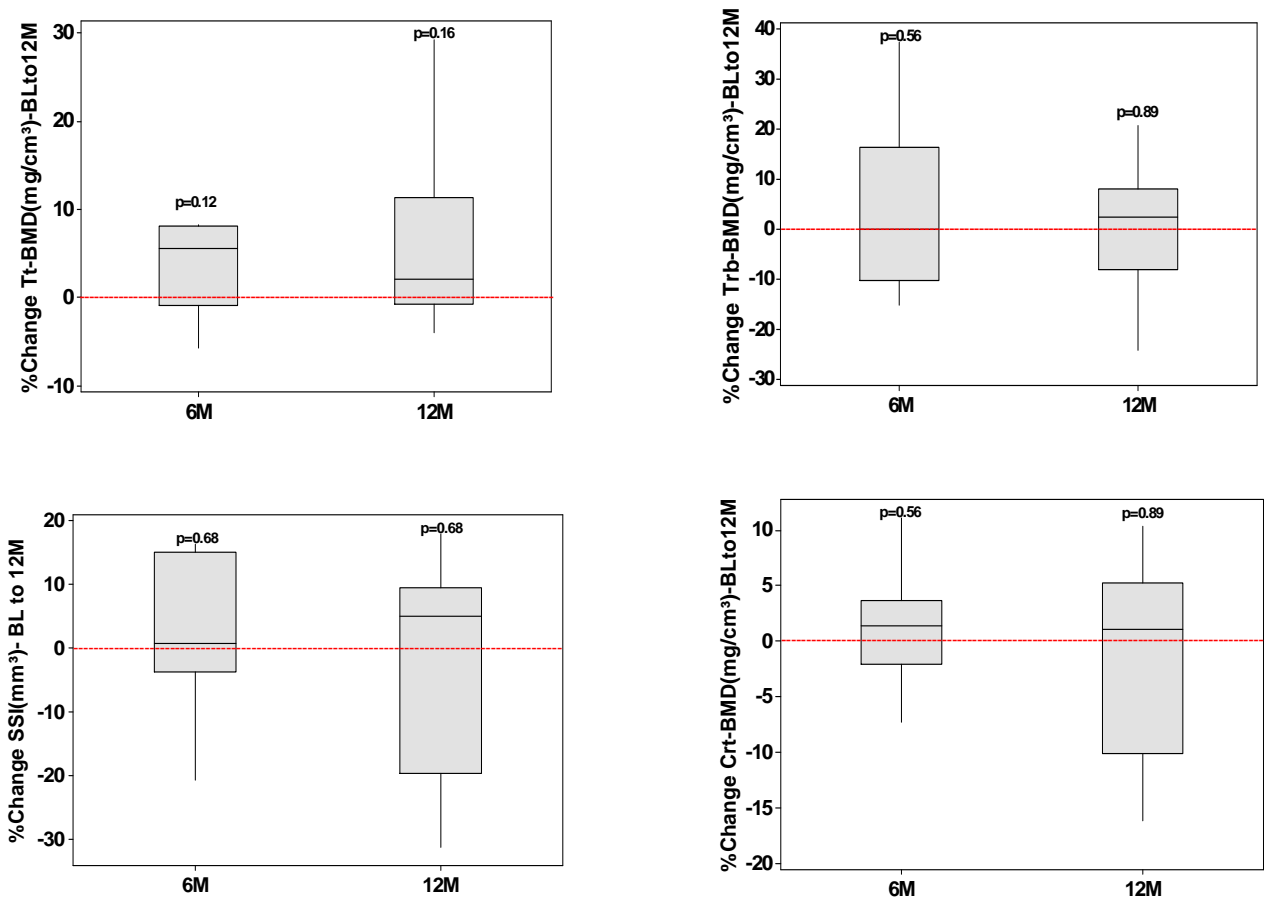 %Change Tt-BMD(mg/cm³)-BLto12M
30
20
10
0
-10
p=0.12
p=0.16
6M
12M
%Change Trb-BMD(mg/cm³)-BLto12M
40
30
20
10
0
-10
-20
-30
p=0.56
p=0.89
6M
12M
%Change SSI(mm³)- BL to 12M
20
10
0
-10
-20
-30
p=0.68
p=0.68
6M
12M
%Change Crt-BMD(mg/cm³)-BLto12M
10
5
0
-5
-10
-15
-20
p=0.56
p=0.89
6M
12M